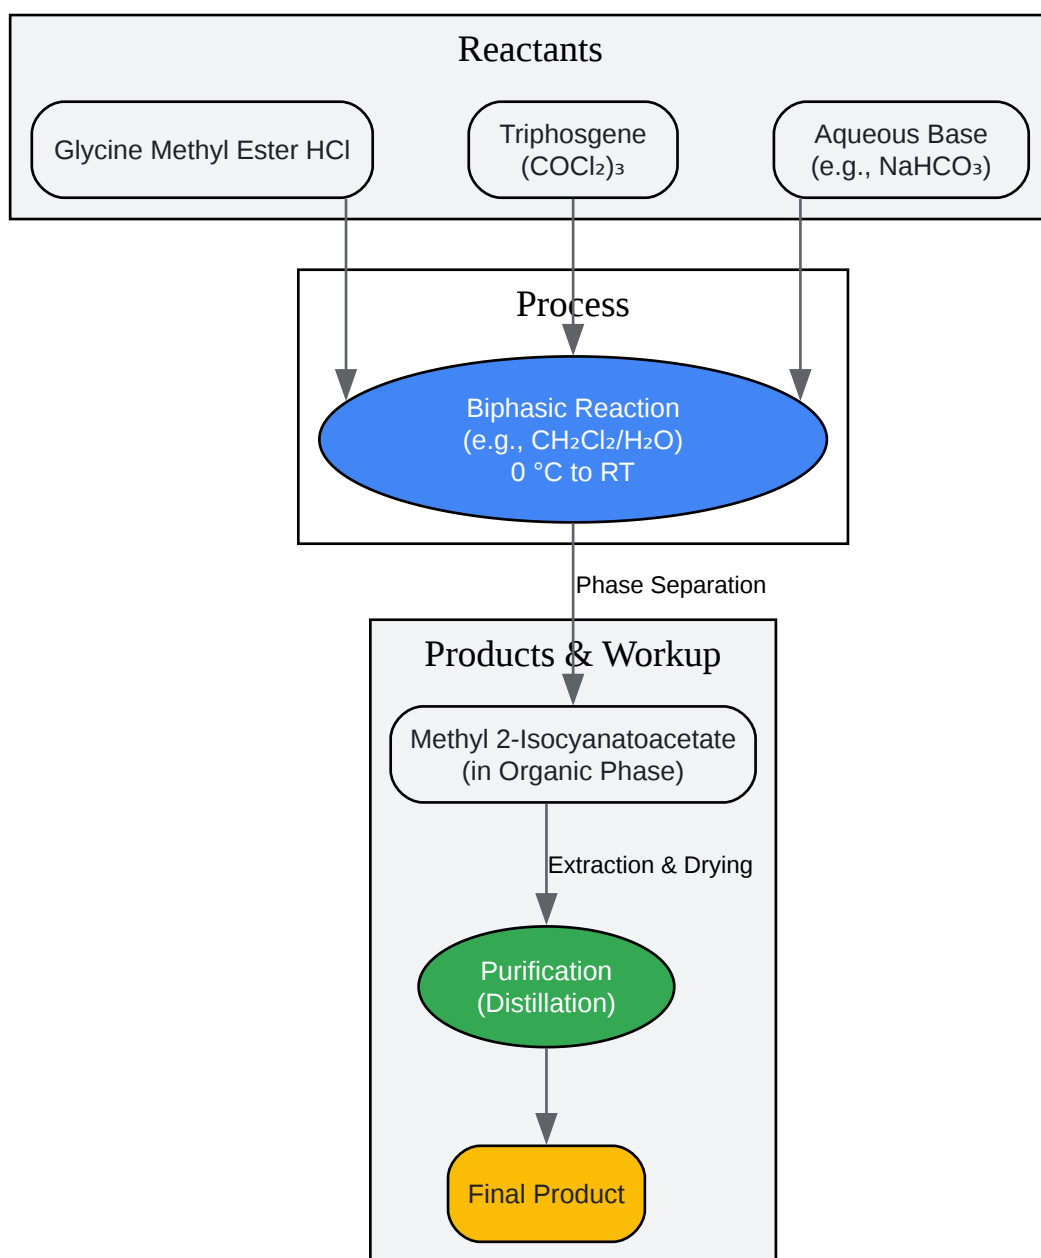 Reactants
Glycine Methyl Ester HCl
Triphosgene
(COCl₂)₃
Aqueous Base
(e.g., NaHCO₃)
Process
Biphasic Reaction
(e.g., CH₂Cl₂/H₂O)
0 °C to RT
Phase Separation
Products & Workup
Methyl 2-Isocyanatoacetate
(in Organic Phase)
Extraction & Drying
Purification
(Distillation)
Final Product